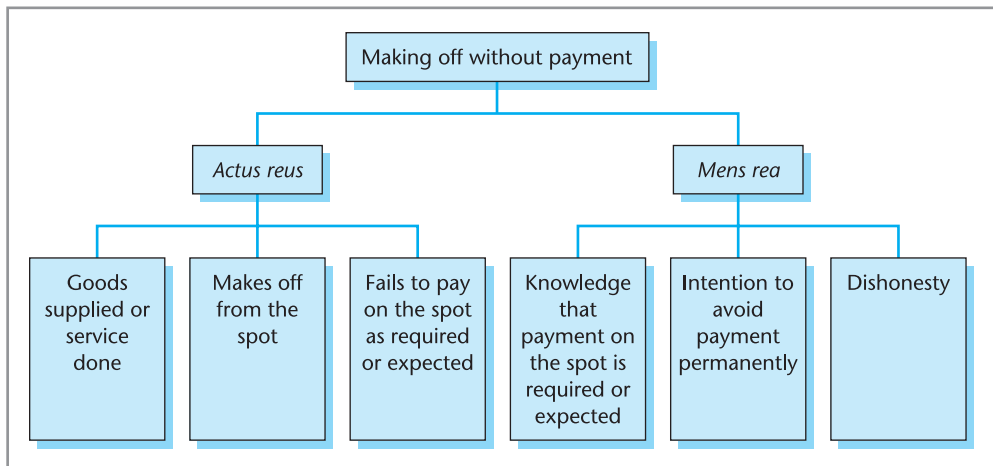 Making off without payment
Actus reus
Mens rea
Goods
supplied or
service
done
Makes off
from the
spot
Fails to pay
on the spot
as required
or expected
Knowledge
that
payment on
the spot is
required or
expected
Intention to
avoid
payment
permanently
Dishonesty